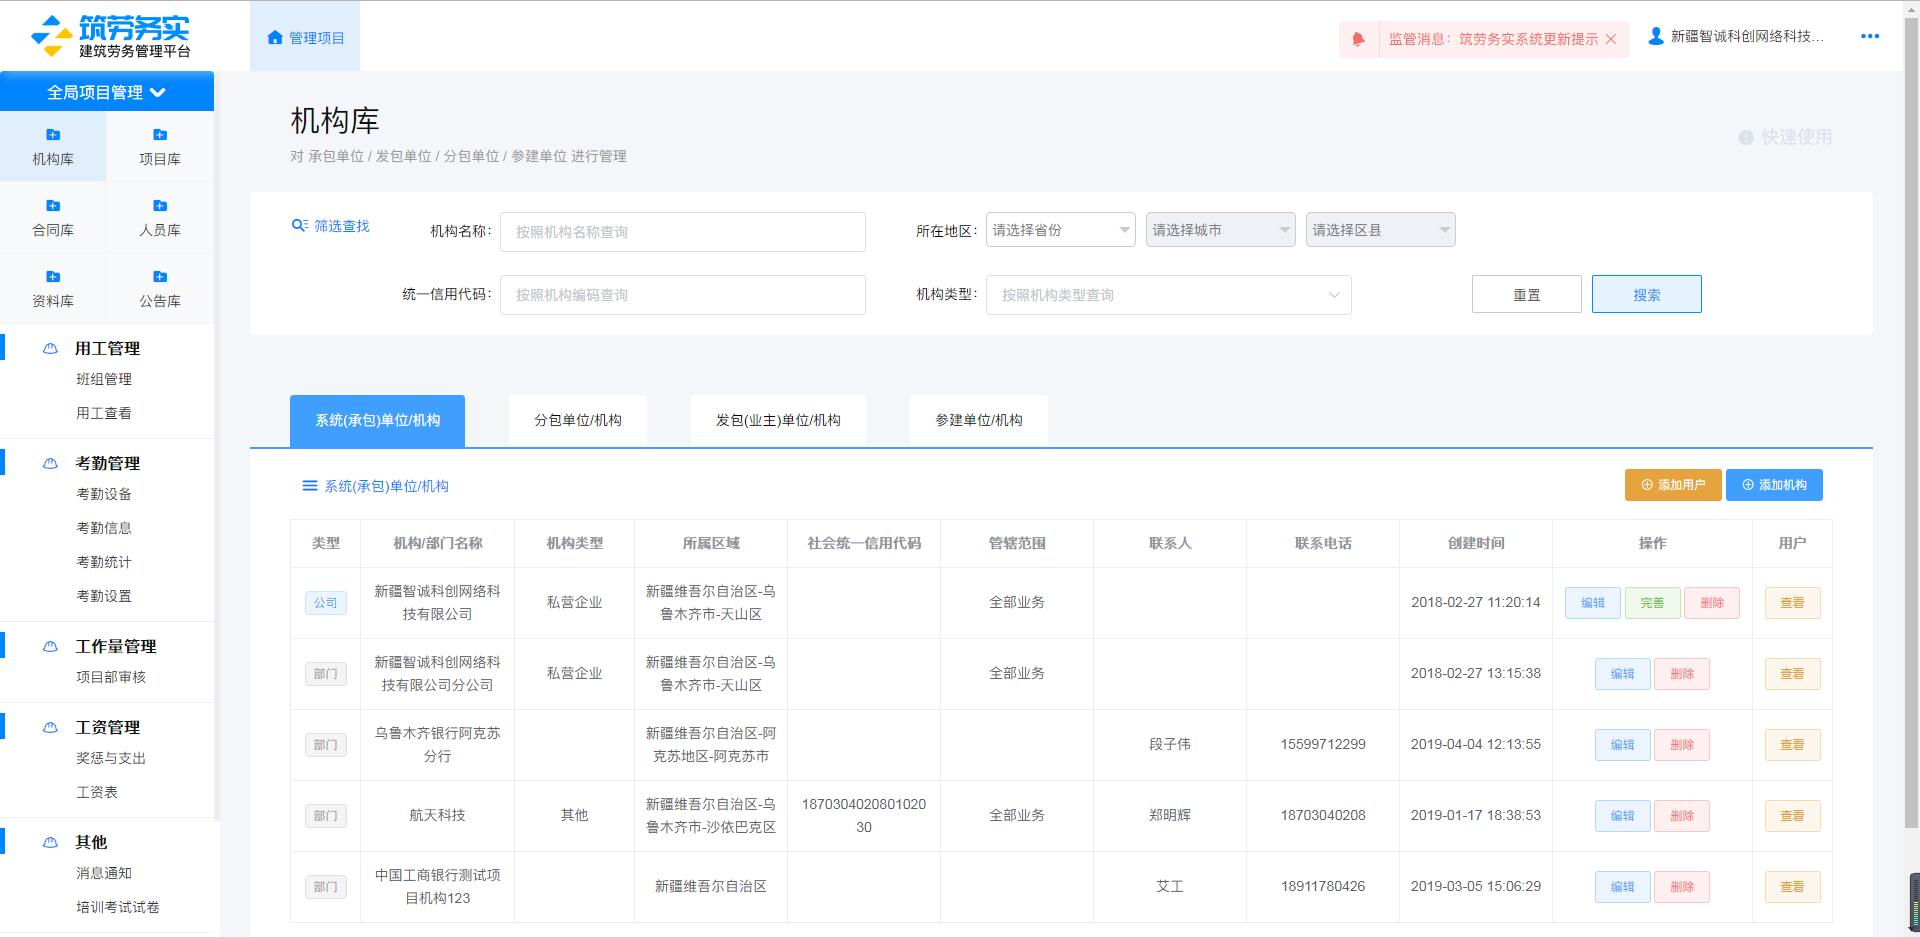 筑劳务实
建筑劳务管理平台
管理项目
监管消息：筑劳务实系统更新提示
新疆智诚科创网络科技...
全局项目管理
机构库
项目库
合同库
人员库
资料库
公告库
用工管理
班组管理
用工查看
考勤管理
考勤设备
考勤信息
考勤统计
考勤设置
工作量管理
项目部审核
工资管理
奖惩与支出
工资表
其他
消息通知
培训考试试卷
机构库
对 承包单位 / 发包单位 / 分包单位 / 参建单位 进行管理
快速使用
筛选查找
机构名称：
按照机构名称查询
所在地区：
请选择省份
请选择城市
请选择区县
统一信用代码：
按照机构编码查询
机构类型：
按照机构类型查询
重置
搜索
系统(承包)单位/机构
分包单位/机构
发包(业主)单位/机构
参建单位/机构
系统(承包)单位/机构
添加用户
添加机构
类型 机构/部门名称 机构类型 所属区域 社会统一信用代码 管辖范围 联系人 联系电话 创建时间 操作 用户
公司
新疆智诚科创网络科
技有限公司
私营企业
新疆维吾尔自治区-乌
鲁木齐市-天山区
全部业务
2018-02-27 11:20:14
编辑 完善 删除 查看
部门
新疆智诚科创网络科
技有限公司分公司
私营企业
新疆维吾尔自治区-乌
鲁木齐市-天山区
全部业务
2018-02-27 13:15:38
编辑 删除 查看
部门
乌鲁木齐银行阿克苏
分行
新疆维吾尔自治区-阿
克苏地区-阿克苏市
段子伟
15599712299
2019-04-04 12:13:55
编辑 删除 查看
部门
航天科技
其他
新疆维吾尔自治区-乌
鲁木齐市-沙依巴克区
1870304020801020
30
全部业务
郑明辉
18703040208
2019-01-17 18:38:53
编辑 删除 查看
部门
中国工商银行测试项
目机构123
新疆维吾尔自治区
艾工
18911780426
2019-03-05 15:06:29
编辑 删除 查看